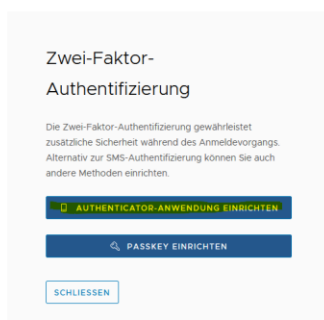 Zwei-Faktor-
Authentifizierung
Die Zwei-Faktor-Authentifizierung gewährleistet
zusätzliche Sicherheit während des Anmeldevorgangs.
Alternativ zur SMS-Authentifizierung können Sie auch
andere Methoden einrichten.
AUTHENTICATOR-ANWENDUNG EINRICHTEN
PASSKEY EINRICHTEN
SCHLIESSEN